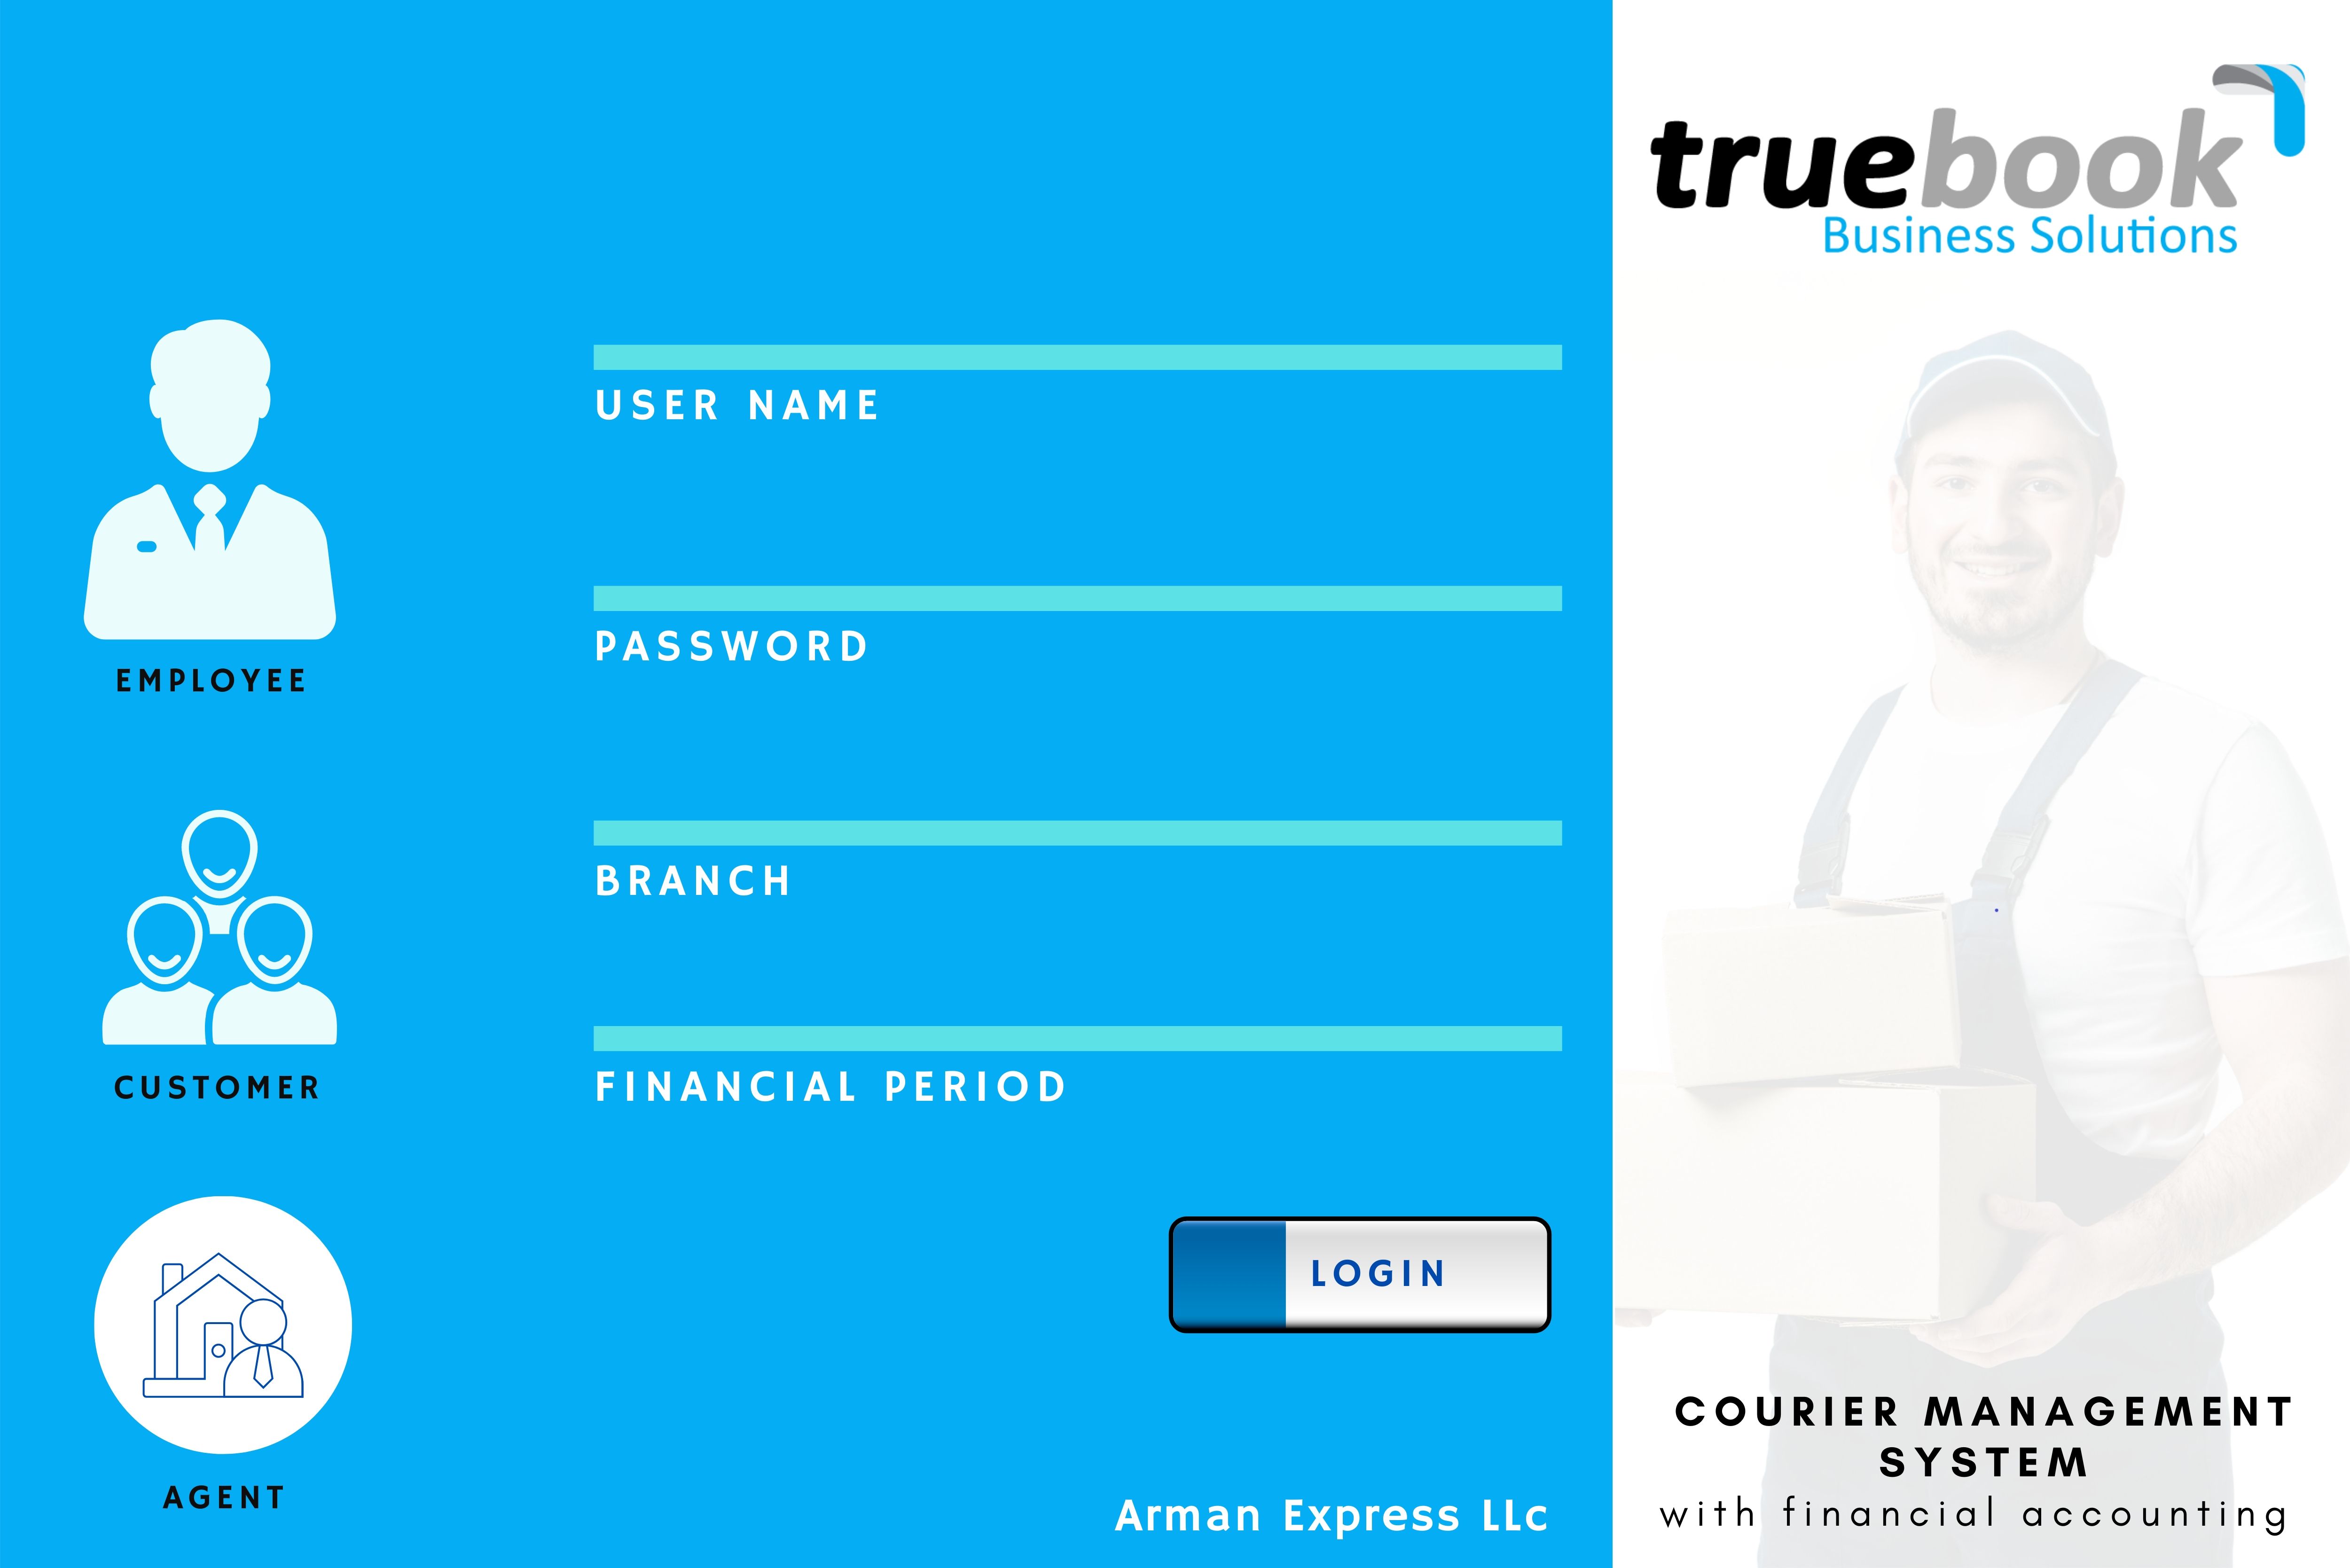 truebook
Business Solutions
USER NAME
PASSWORD
EMPLOYEE
BRANCH
CUSTOMER
FINANCIAL PERIOD
LOGIN
AGENT
Arman Express LLc
COURIER MANAGEMENT
SYSTEM
with financial accounting